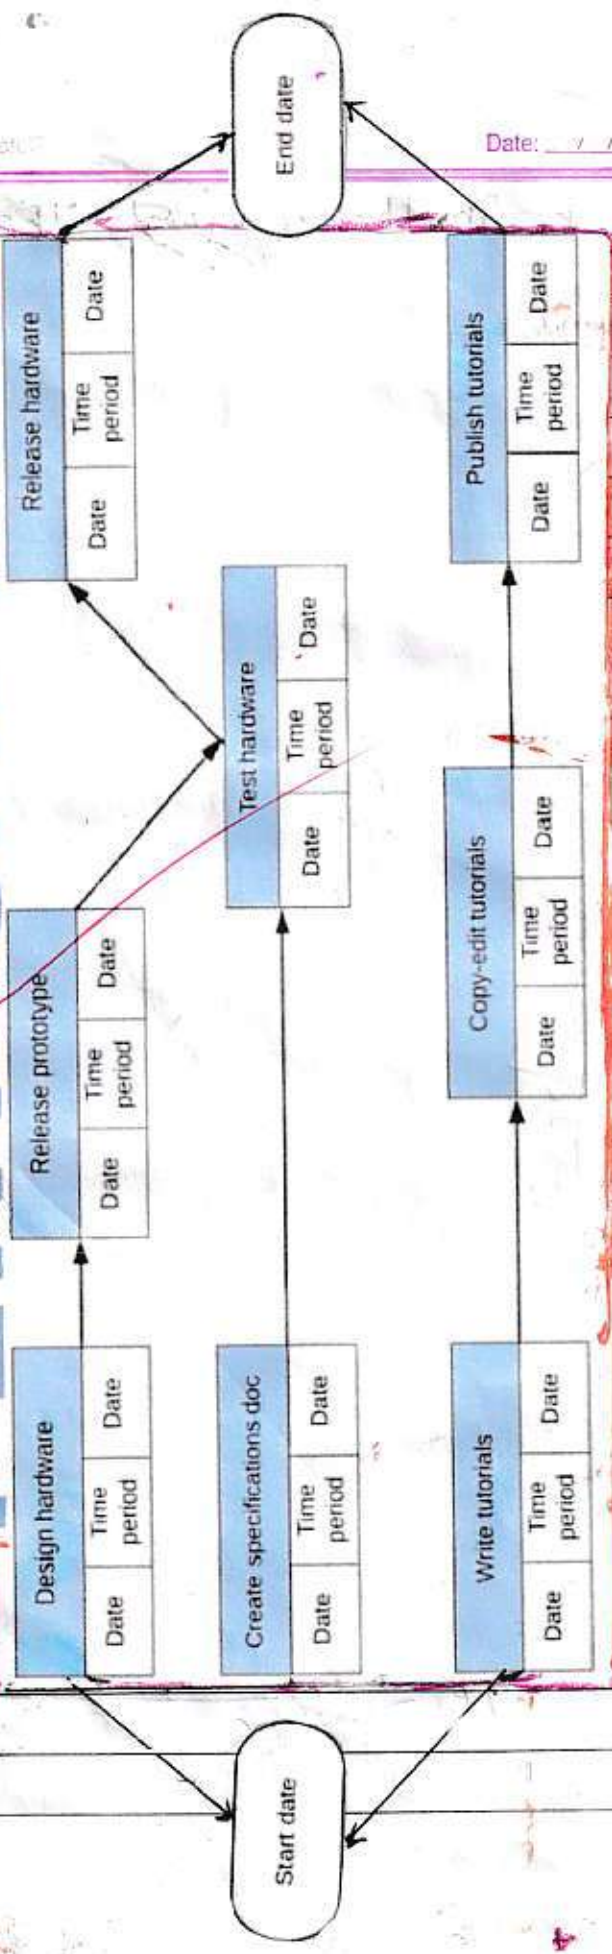 Date:
Start date
Design hardware
Date
Time
period
Date
Create specifications doc
Date
Time
period
Date
Write tutorials
Date
Time
period
Date
Release prototype
Date
Time
period
Date
Copy-edit tutorials
Date
Time
period
Date
Test hardware
Date
Time
period
Date
Release hardware
Date
Time
period
Date
Publish tutorials
Date
Time
period
Date
End date